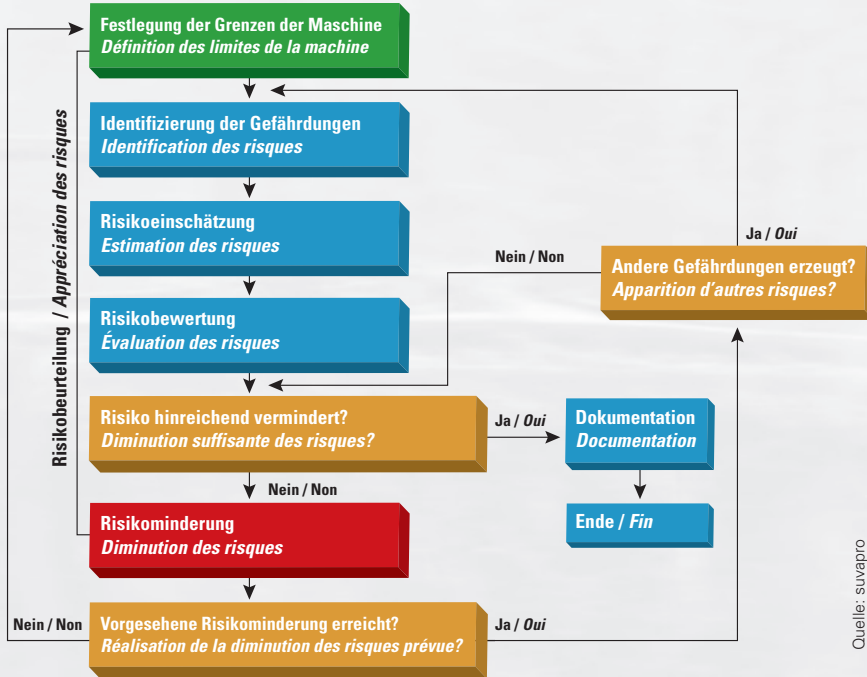 Festlegung der Grenzen der Maschine
Définition des limites de la machine
Identifizierung der Gefährdungen
Identification des risques
Risikoeinschätzung
Estimation des risques
Risikobewertung
Évaluation des risques
Risikobeurteilung / Appréciation des risques
Ja / Oui
Nein / Non
Andere Gefährdungen erzeugt?
Apparition d'autres risques?
Risiko hinreichend vermindert?
Diminution suffisante des risques?
Ja / Oui
Dokumentation
Documentation
Nein / Non
Risikominderung
Diminution des risques
Ende / Fin
Nein / Non
Vorgesehene Risikominderung erreicht?
Réalisation de la diminution des risques prévue?
Ja / Oui
Quelle: suvapro